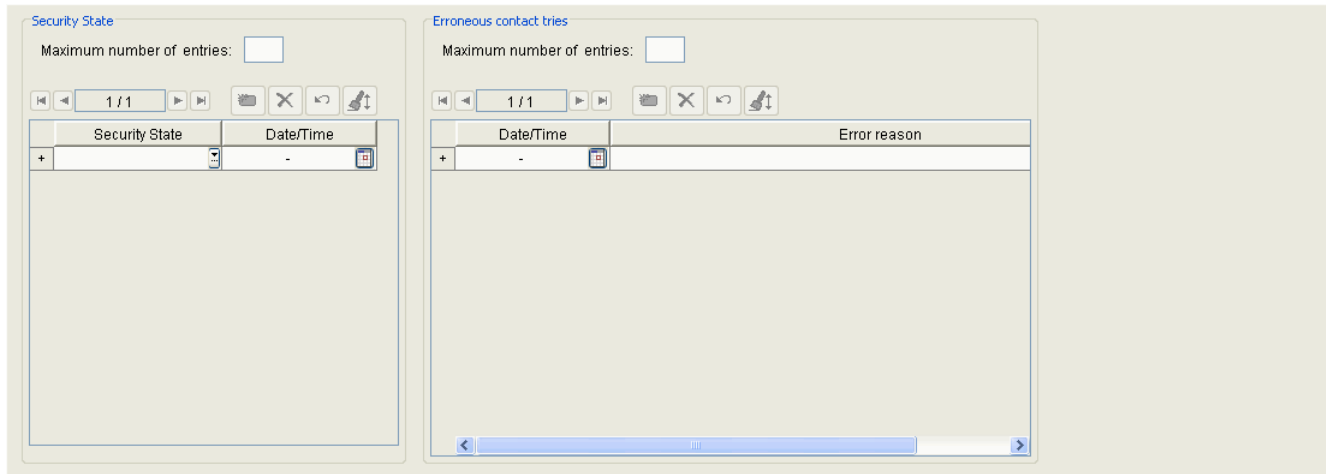 Security State
Maximum number of entries:
1 / 1
Security State Date/Time
+ -
Erroneous contact tries
Maximum number of entries:
1 / 1
Date/Time Error reason
+ -